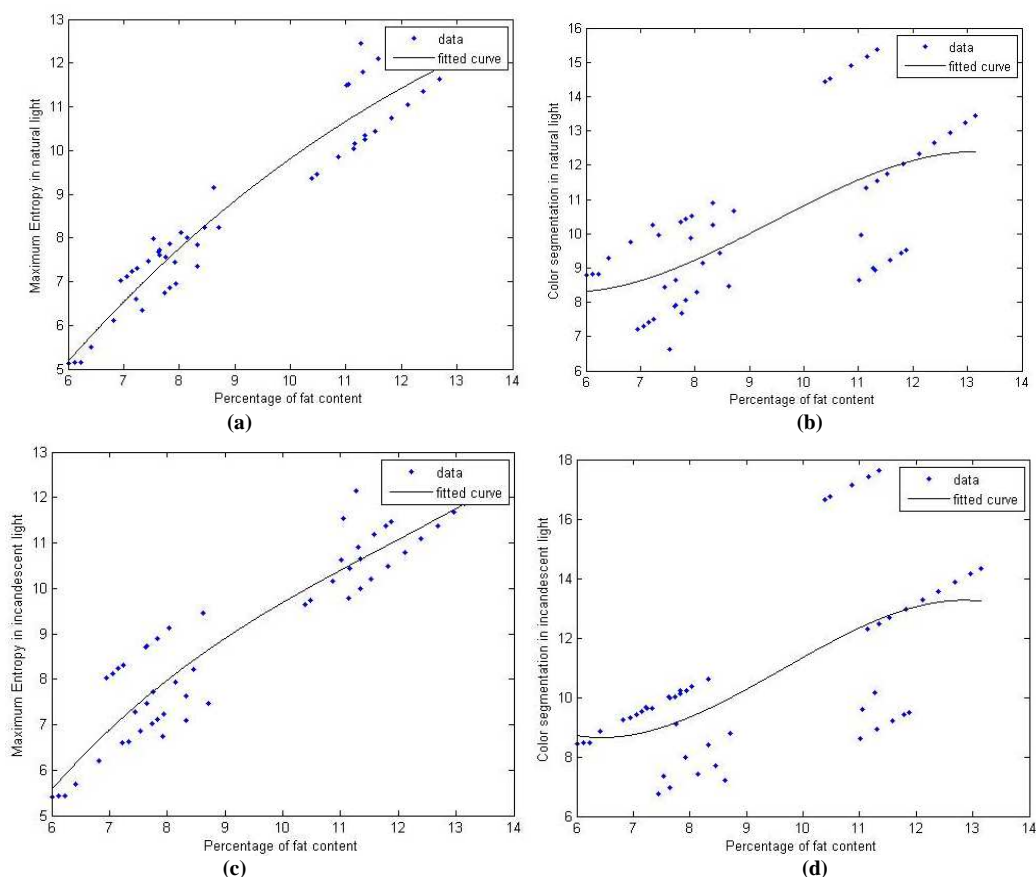 13
12
11
10
9
8
7
6
5
6 7 8 9 10 11 12 13 14
Maximum Entropy in natural light
Percentage of fat content
data
fitted curve
(a)
16
15
14
13
12
11
10
9
8
7
6
6 7 8 9 10 11 12 13 14
Color segmentation in natural light
Percentage of fat content
data
fitted curve
(b)
13
12
11
10
9
8
7
6
5
6 7 8 9 10 11 12 13 14
Maximum Entropy in incandescent light
Percentage of fat content
data
fitted curve
(c)
18
16
14
12
10
8
6
6 7 8 9 10 11 12 13 14
Color segmentation in incandescent light
Percentage of fat content
data
fitted curve
(d)